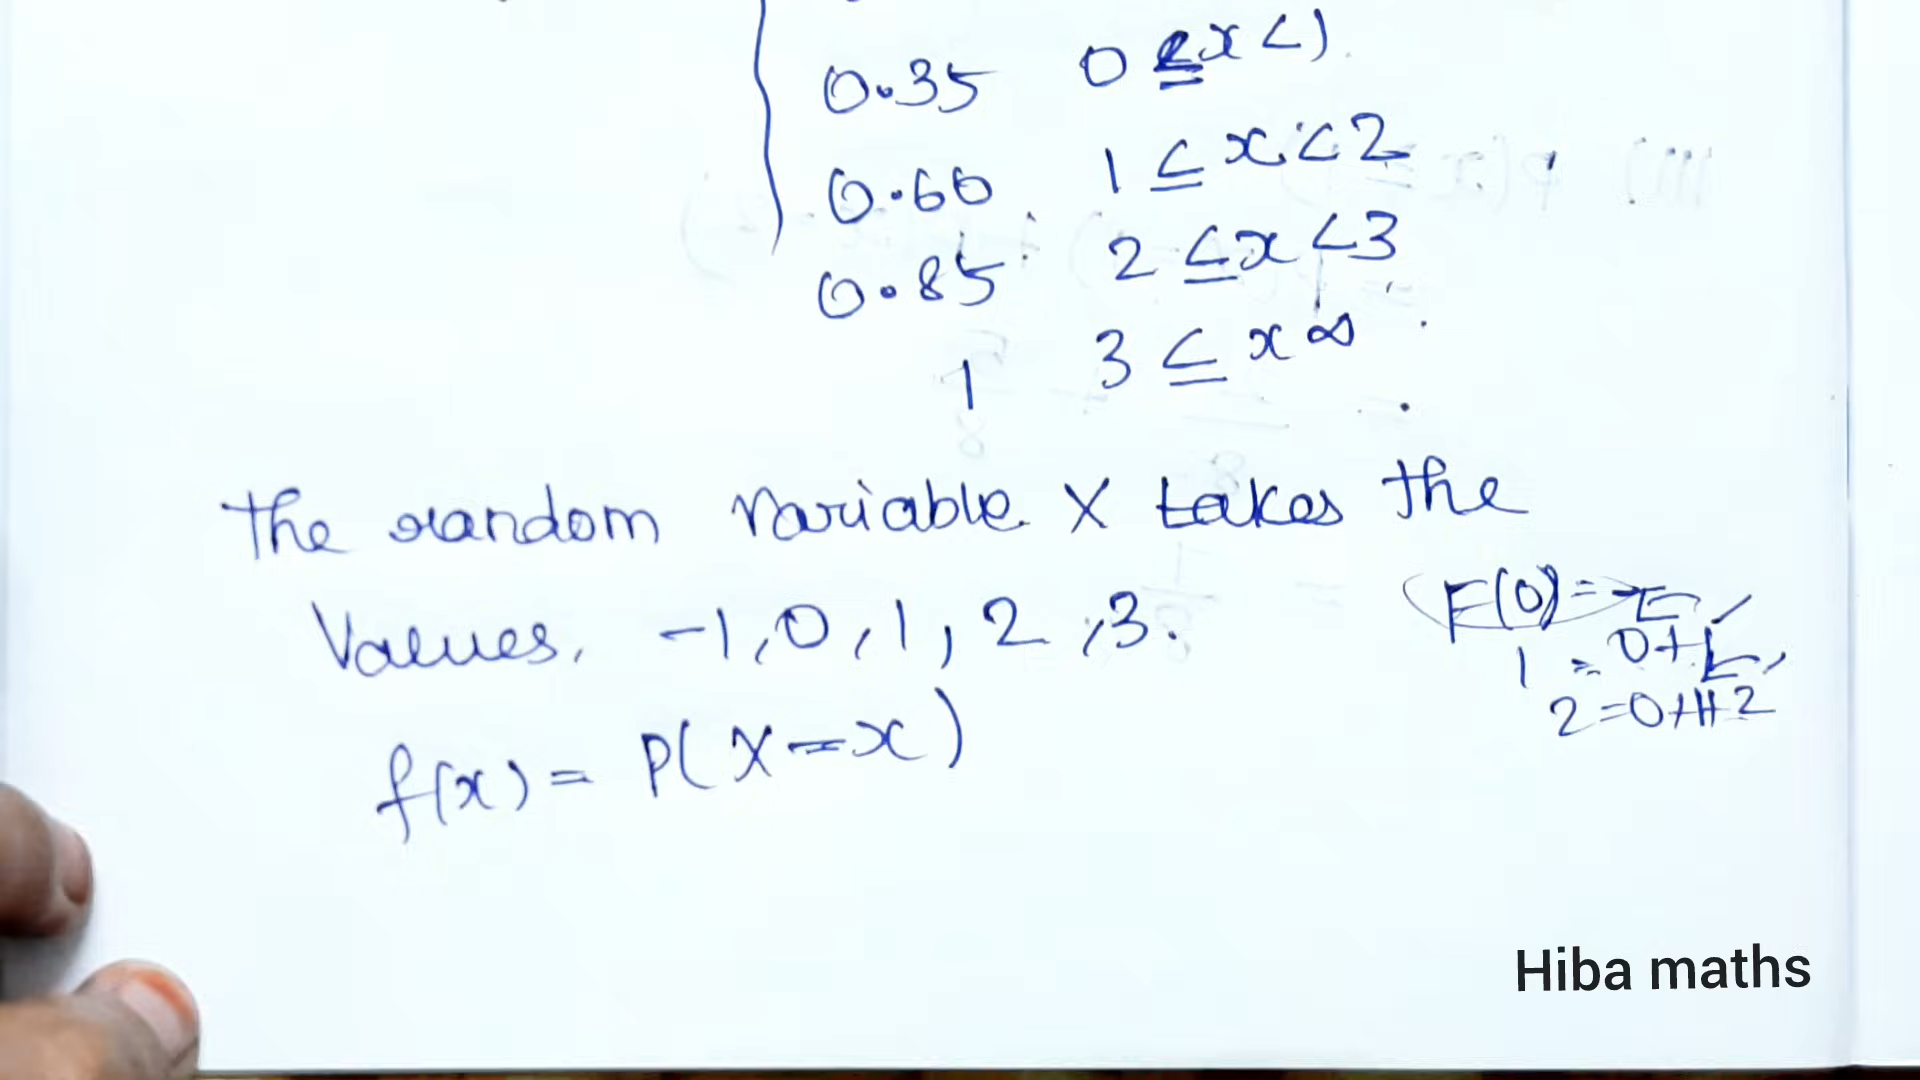 0.35 0 ≤ x < 1
0.60 1 ≤ x < 2
0.85 2 ≤ x < 3
1 3 ≤ x ∞
The random variable X takes the
Values, -1, 0, 1, 2, 3.
f(x) = P(X = x)
F(0) =
1 = 0+1
2 = 0+1+2
Hiba maths